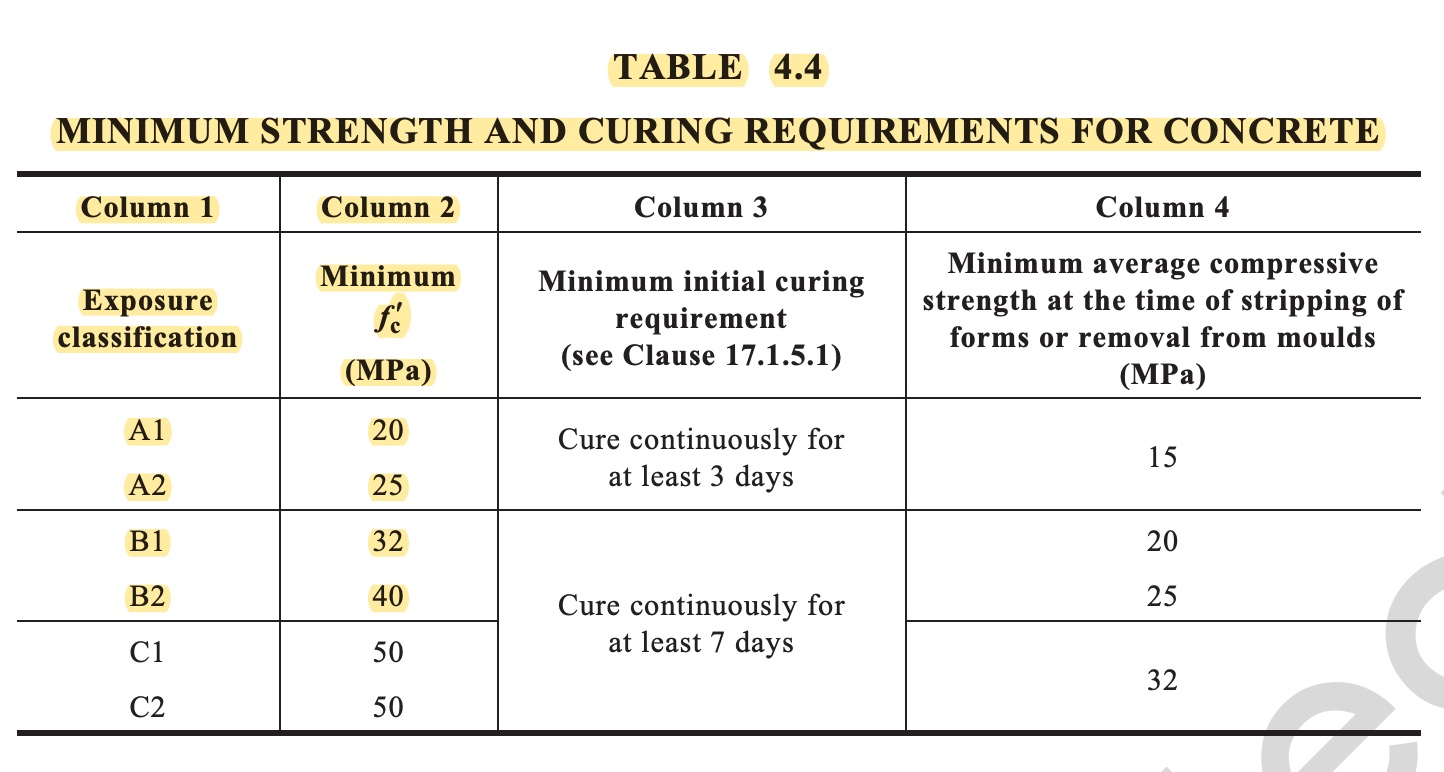 TABLE 4.4
MINIMUM STRENGTH AND CURING REQUIREMENTS FOR CONCRETE
Column 1
Column 2
Column 3
Column 4
Exposure
classification
Minimum
f′c
(MPa)
Minimum initial curing
requirement
(see Clause 17.1.5.1)
Minimum average compressive
strength at the time of stripping of
forms or removal from moulds
(MPa)
A1
20
Cure continuously for
at least 3 days
15
A2
25
B1
32
Cure continuously for
at least 7 days
20
B2
40
25
C1
50
32
C2
50